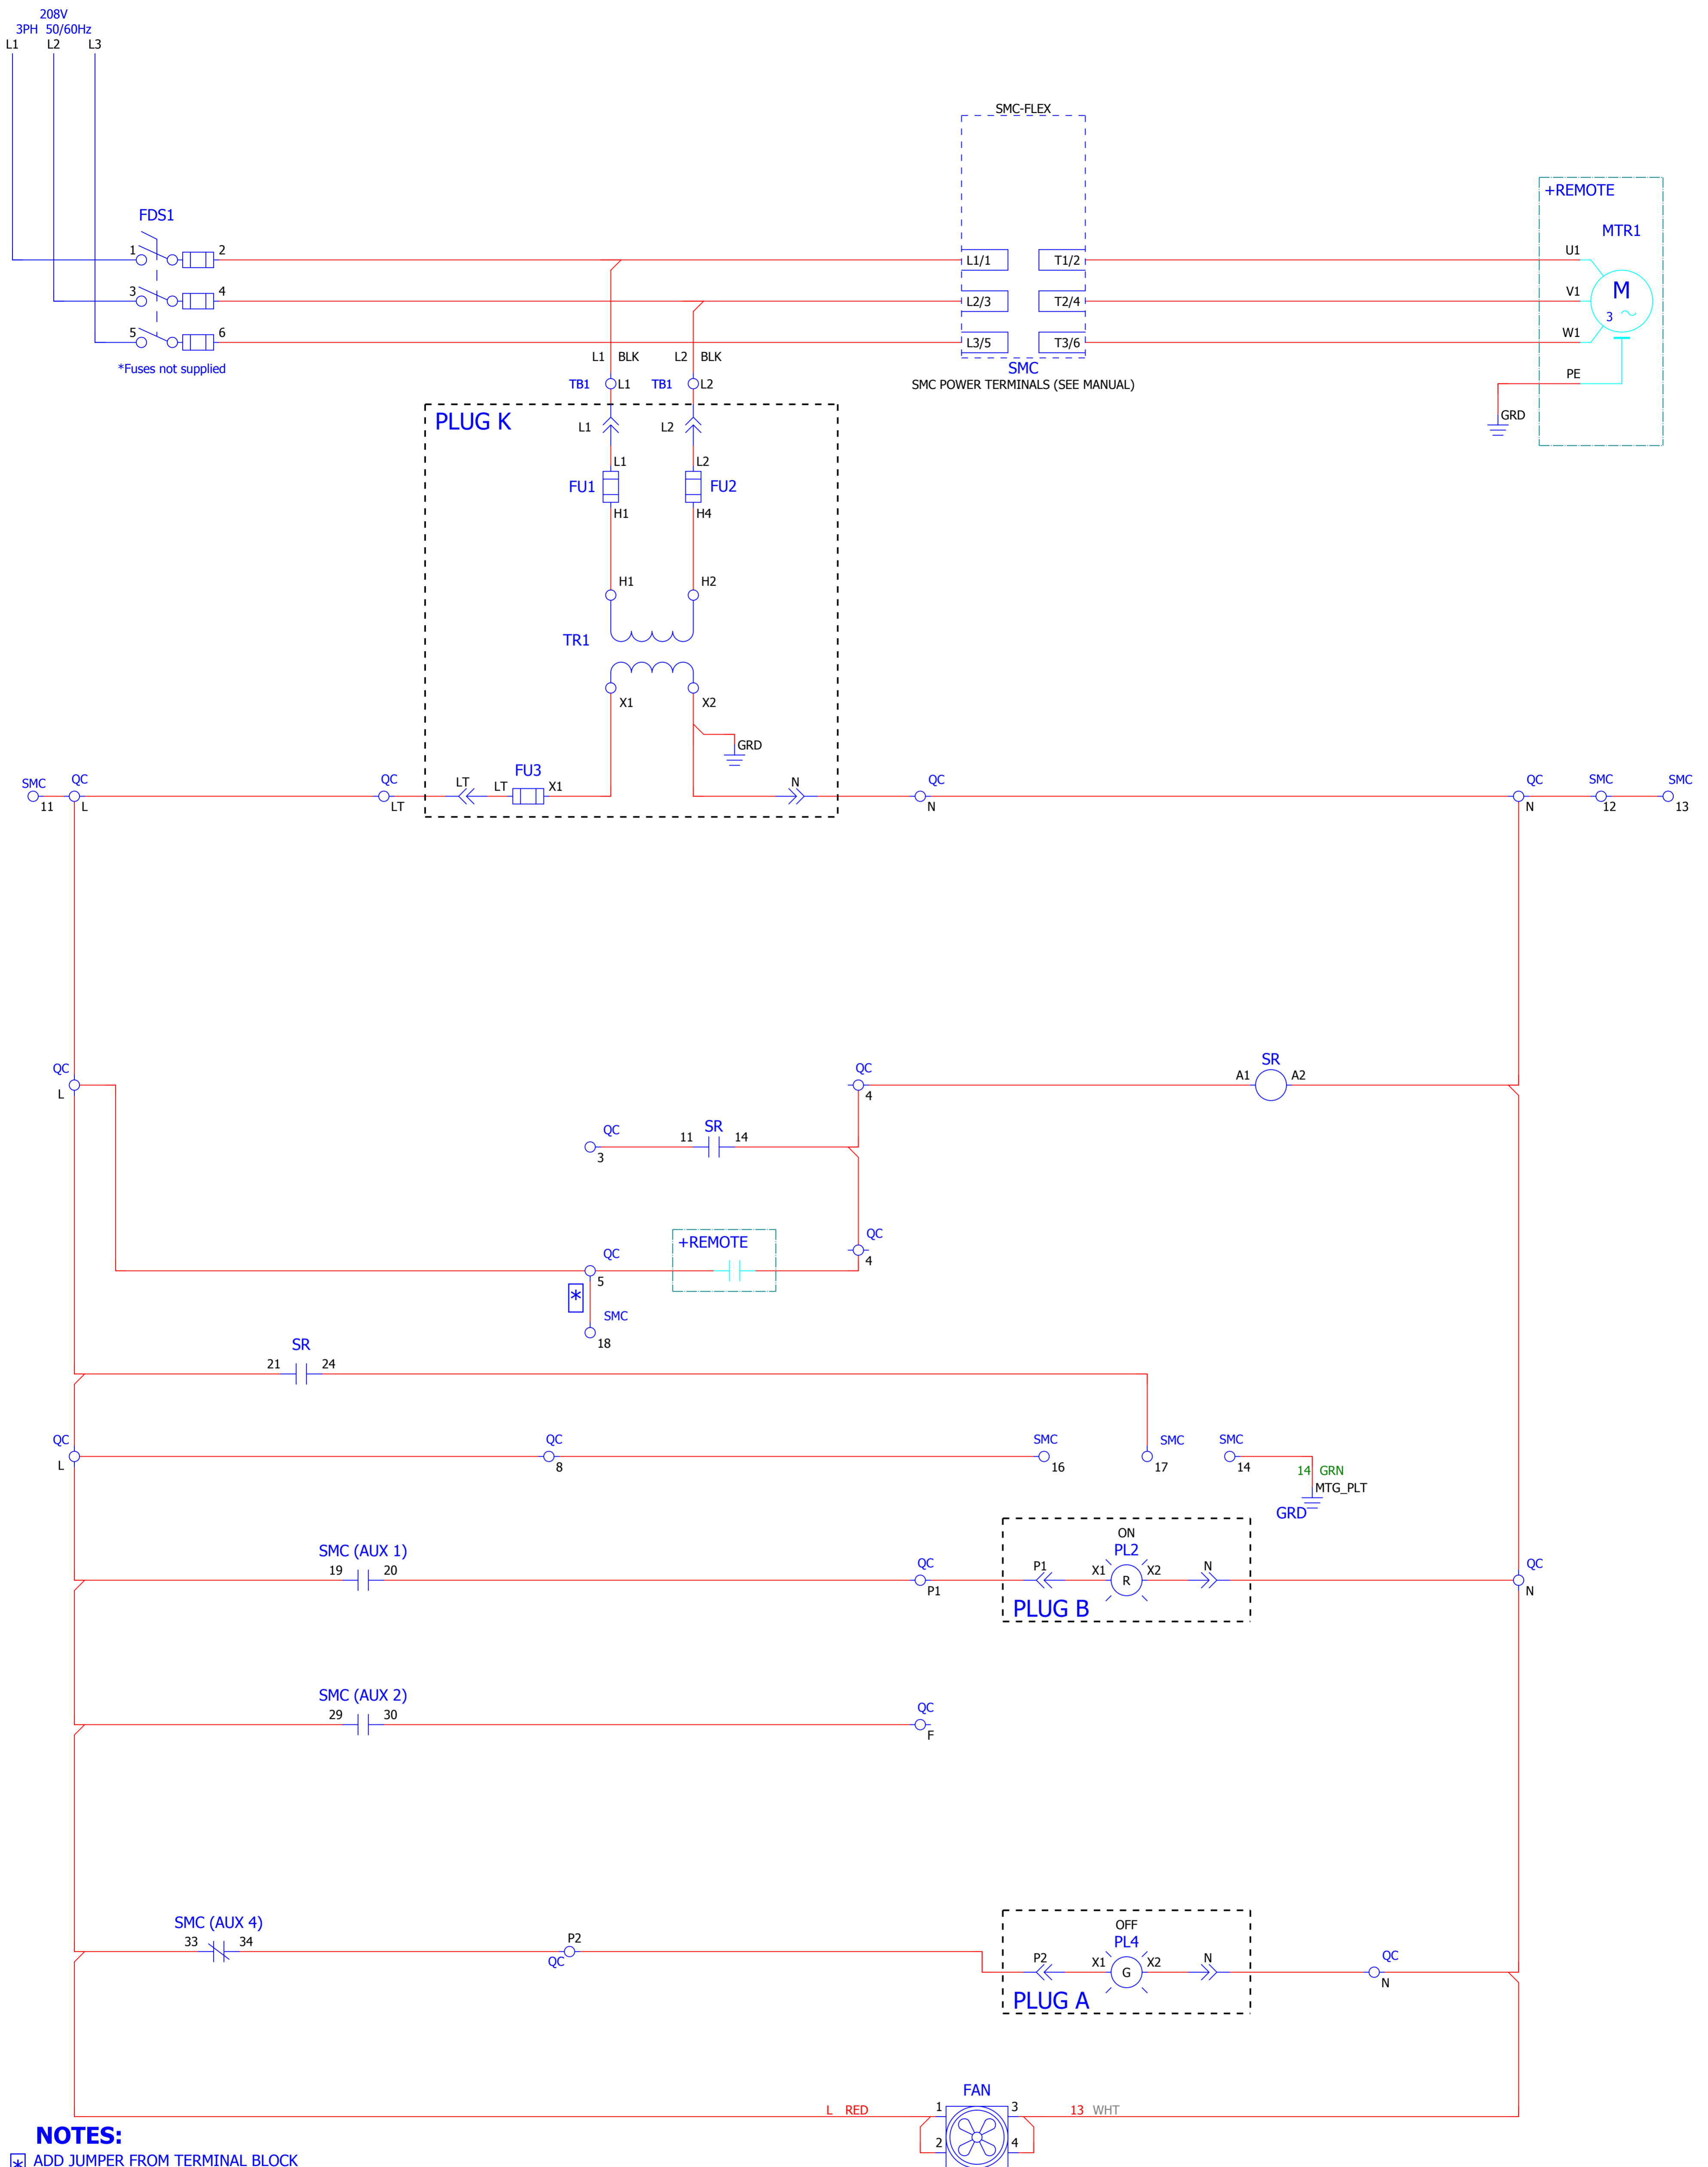 208V
3PH 50/60Hz
L1 L2 L3
SMC-FLEX
+REMOTE
MTR1
FDS1
1 2
3 4
5 6
*Fuses not supplied
L1/1 T1/2
L2/3 T2/4
L3/5 T3/6
SMC
SMC POWER TERMINALS (SEE MANUAL)
U1
V1
W1
PE
M
3
GRD
L1 BLK L2 BLK
TB1 L1 TB1 L2
PLUG K
L1 L2
L1 L2
FU1 FU2
H1 H4
H1 H2
TR1
X1 X2
GRD
SMC QC QC LT LT FU3 X1 N QC QC SMC SMC
11 L LT N N 12 13
QC QC SR
L 4 A1 A2
QC 11 SR 14
3
+REMOTE
QC QC
5 4
*
SMC
18
SR
21 24
QC QC SMC SMC SMC
L 8 16 17 14
14 GRN
MTG_PLT
GRD
SMC (AUX 1)
19 20
QC
P1
ON
PL2
P1 X1 R X2 N
PLUG B
QC
N
SMC (AUX 2)
29 30
QC
F
SMC (AUX 4)
33 34
P2
QC
OFF
PL4
P2 X1 G X2 N
PLUG A
QC
N
FAN
L RED 1 3 13 WHT
2 4
NOTES:
* ADD JUMPER FROM TERMINAL BLOCK